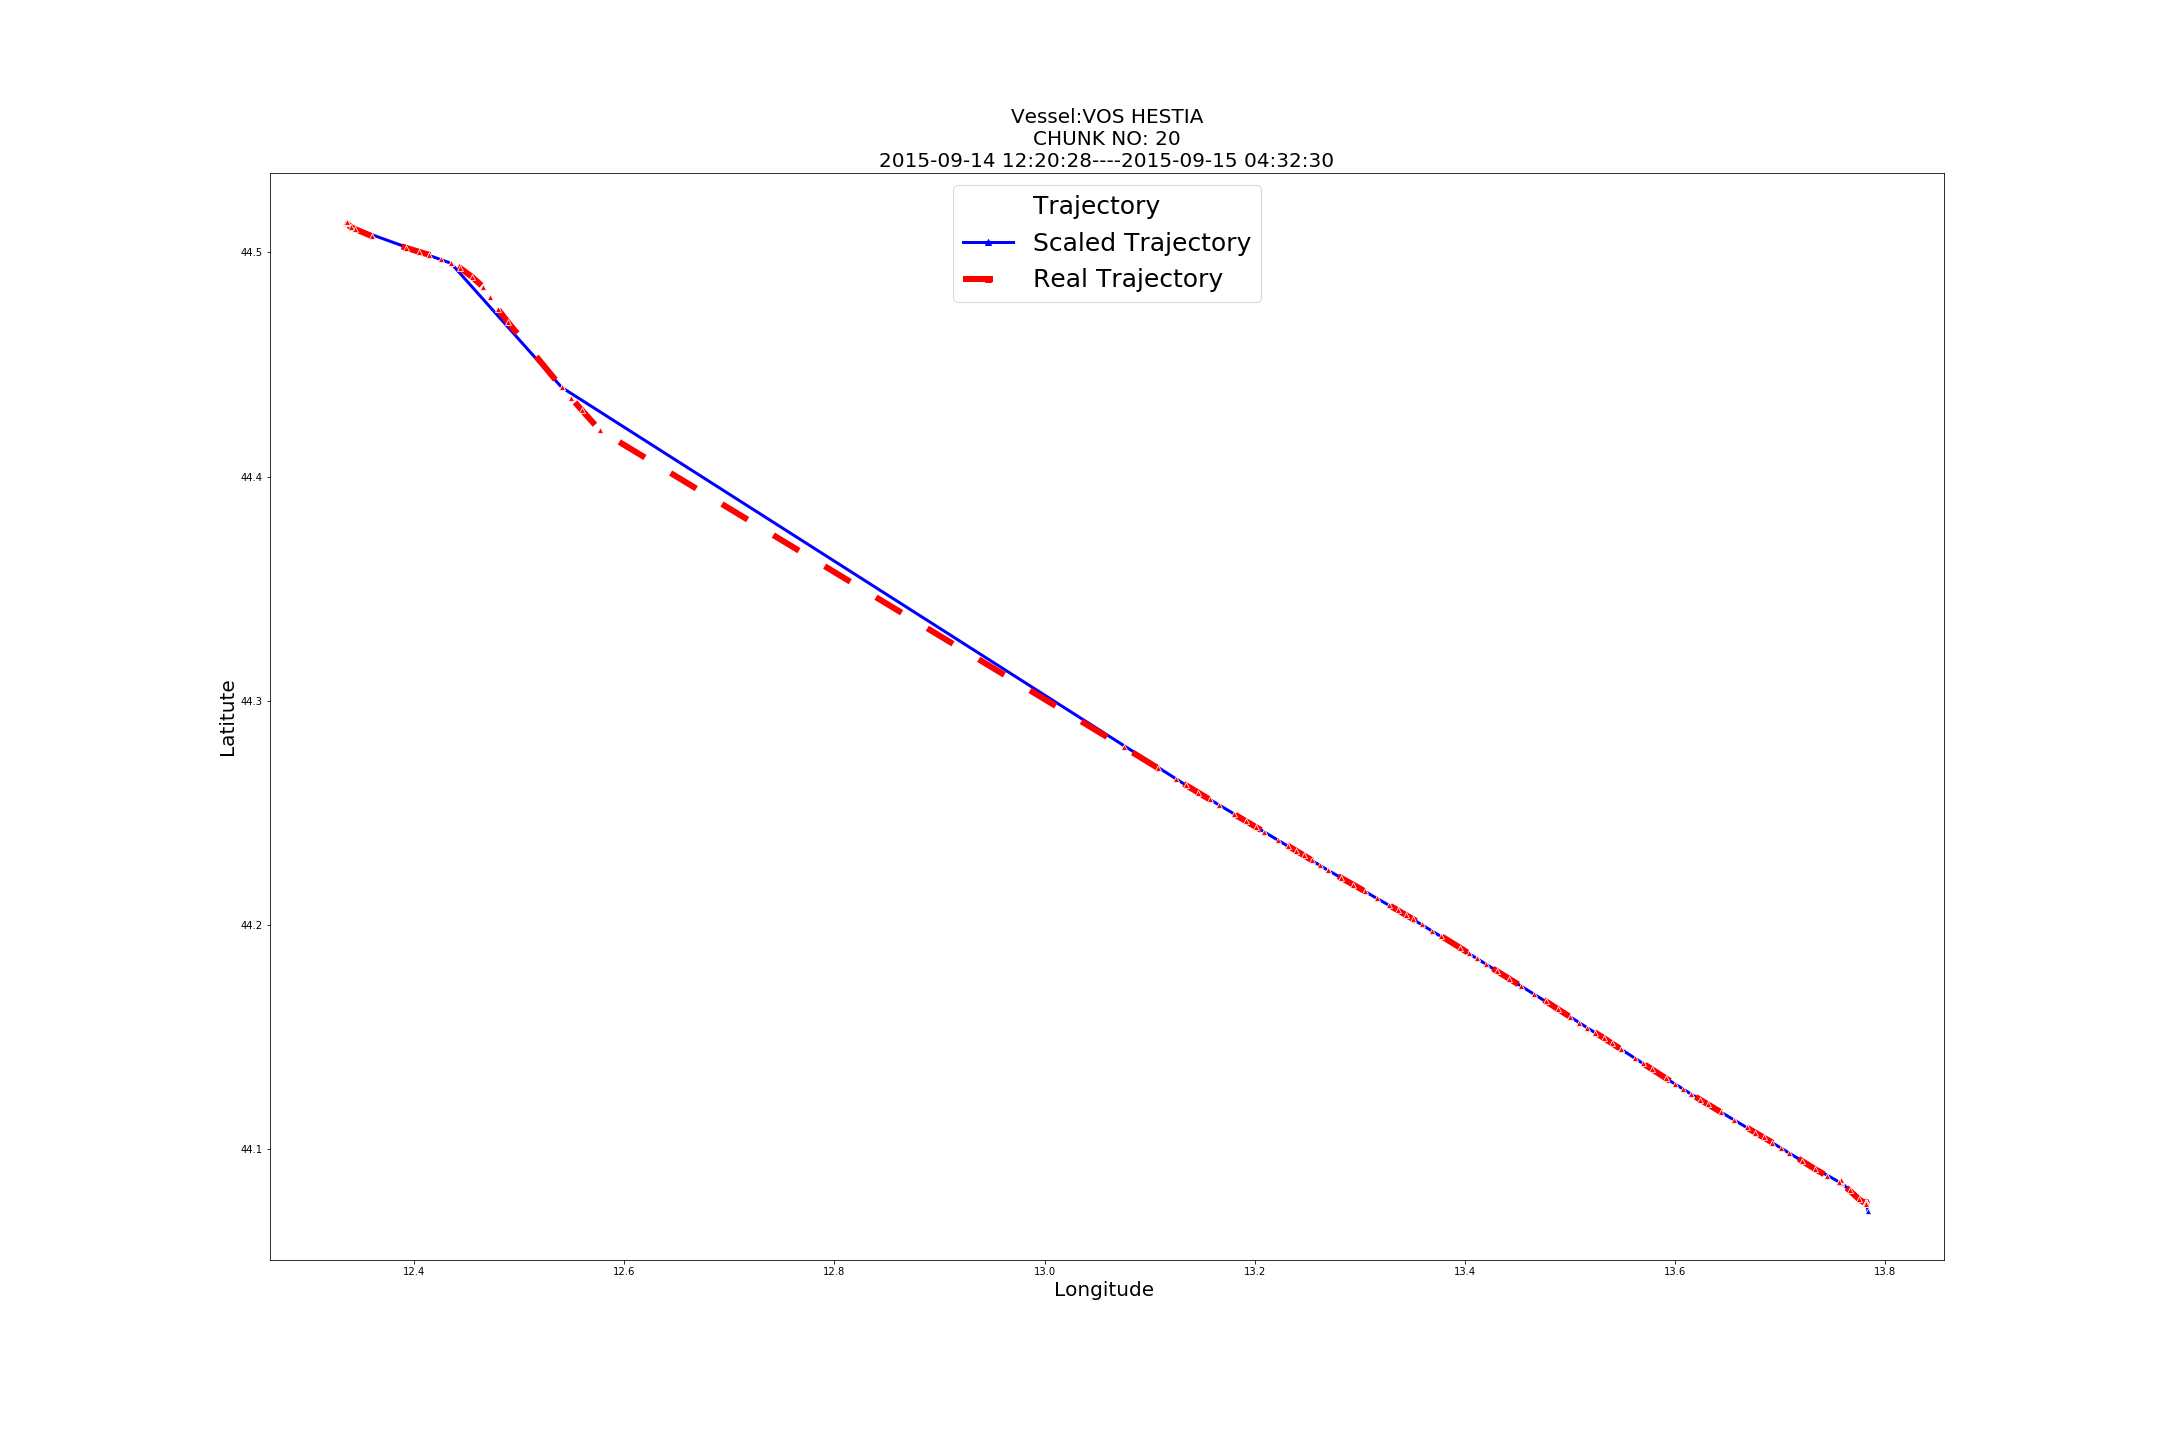 Vessel:VOS HESTIA
CHUNK NO: 20
2015-09-14 12:20:28----2015-09-15 04:32:30
Trajectory
Scaled Trajectory
Real Trajectory
44.5
44.4
44.3
44.2
44.1
Latitute
12.4
12.6
12.8
13.0
13.2
13.4
13.6
13.8
Longitude